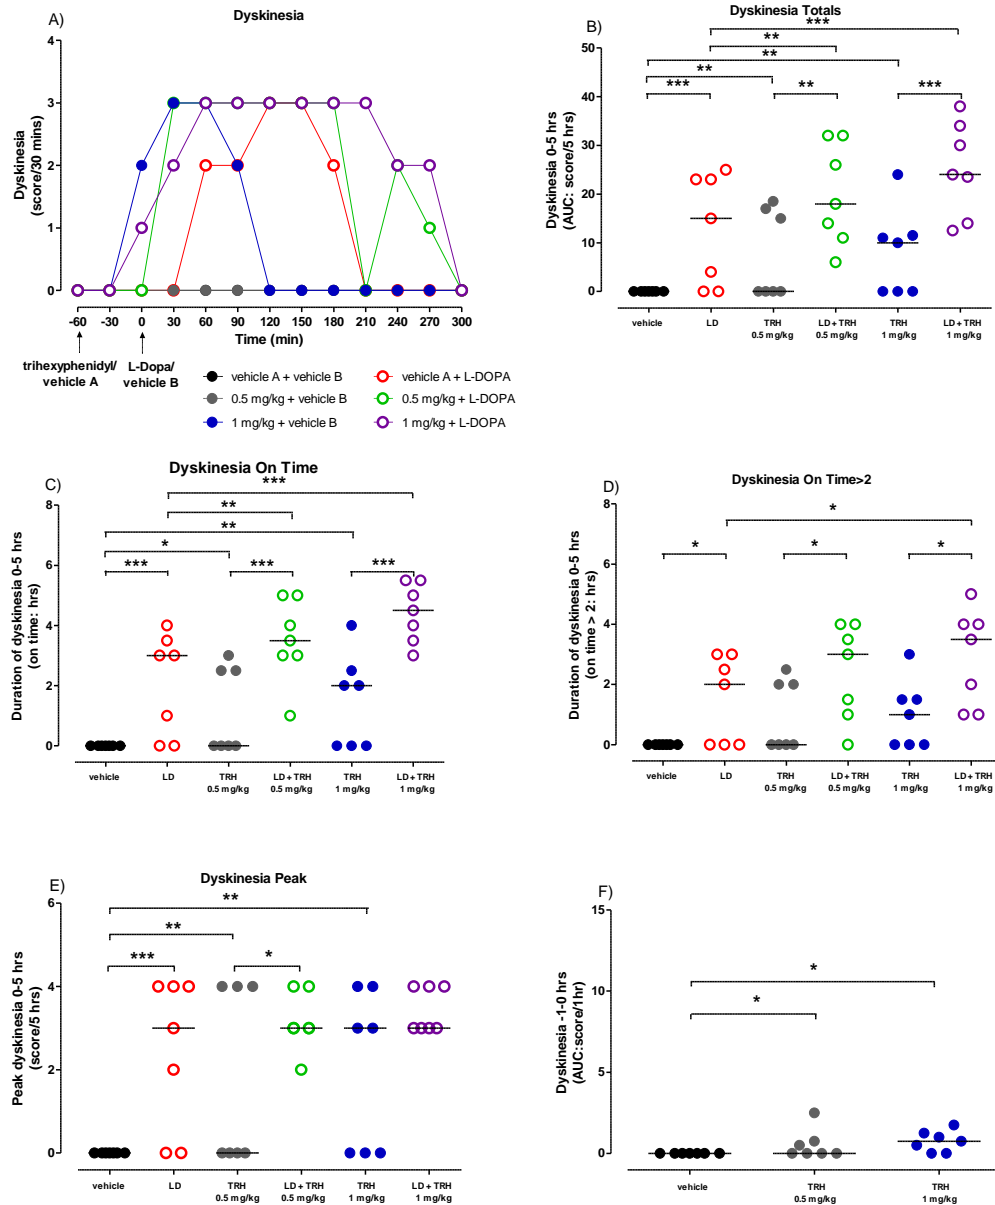 A)
Dyskinesia
Dyskinesia
(score/30 mins)
4
3
2
1
0
-60 -30 0 30 60 90 120 150 180 210 240 270 300
Time (min)
trihexyphenidyl/
vehicle A
L-Dopa/
vehicle B
vehicle A + vehicle B
0.5 mg/kg + vehicle B
1 mg/kg + vehicle B
vehicle A + L-DOPA
0.5 mg/kg + L-DOPA
1 mg/kg + L-DOPA
B)
Dyskinesia Totals
Dyskinesia 0-5 hrs
(AUC: score/5 hrs)
50
40
30
20
10
0
***
**
**
**
*** ** ***
vehicle LD TRH LD + TRH TRH LD + TRH
0.5 mg/kg 0.5 mg/kg 1 mg/kg 1 mg/kg
C)
Dyskinesia On Time
Duration of dyskinesia 0-5 hrs
(on time: hrs)
8
6
4
2
0
***
**
**
*
*** *** ***
vehicle LD TRH LD + TRH TRH LD + TRH
0.5 mg/kg 0.5 mg/kg 1 mg/kg 1 mg/kg
D)
Dyskinesia On Time>2
Duration of dyskinesia 0-5 hrs
(on time > 2: hrs)
8
6
4
2
0
*
* * *
vehicle LD TRH LD + TRH TRH LD + TRH
0.5 mg/kg 0.5 mg/kg 1 mg/kg 1 mg/kg
E)
Dyskinesia Peak
Peak dyskinesia 0-5 hrs
(score/5 hrs)
6
4
2
0
**
**
*** *
vehicle LD TRH LD + TRH TRH LD + TRH
0.5 mg/kg 0.5 mg/kg 1 mg/kg 1 mg/kg
F)
Dyskinesia -1-0 hrs
(AUC:score/1hr)
15
10
5
0
*
*
vehicle TRH TRH
0.5 mg/kg 1 mg/kg